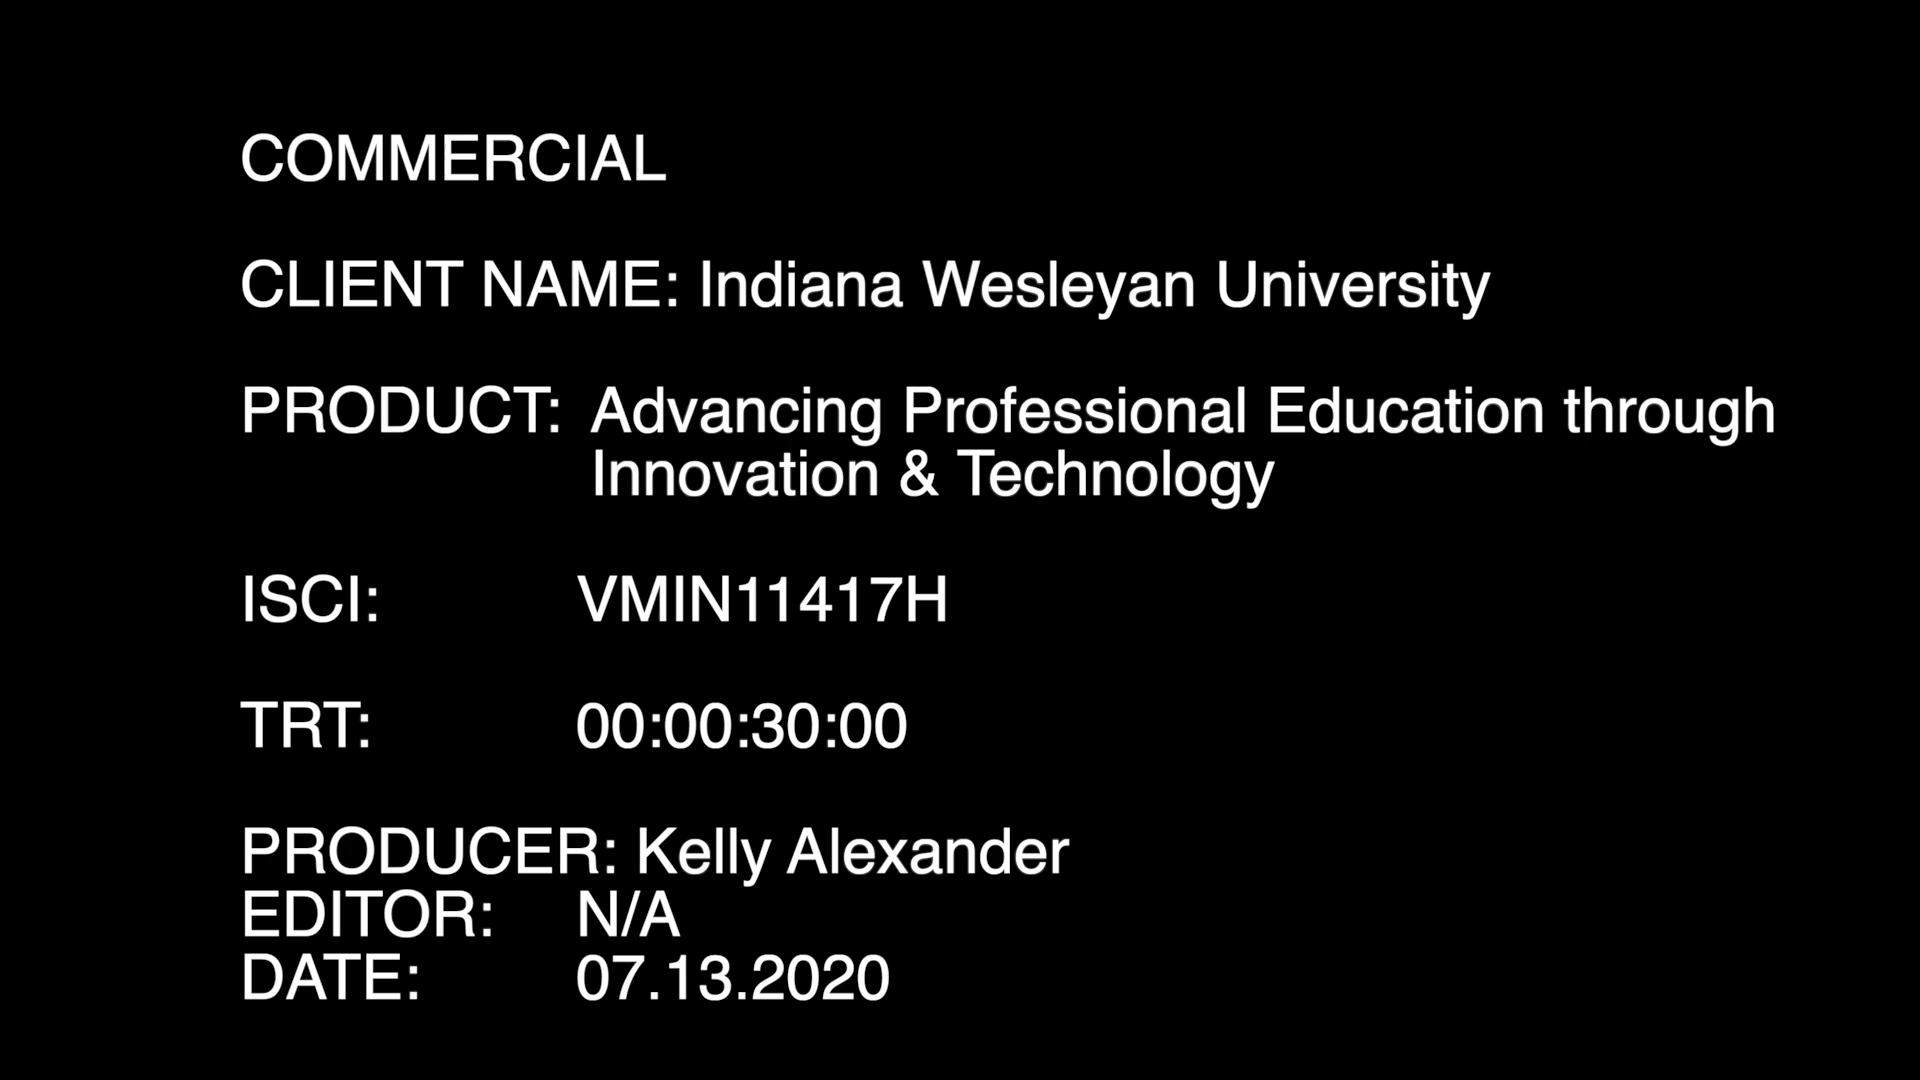 COMMERCIAL
CLIENT NAME: Indiana Wesleyan University
PRODUCT: Advancing Professional Education through
Innovation & Technology
ISCI: VMIN11417H
TRT: 00:00:30:00
PRODUCER: Kelly Alexander
EDITOR: N/A
DATE: 07.13.2020